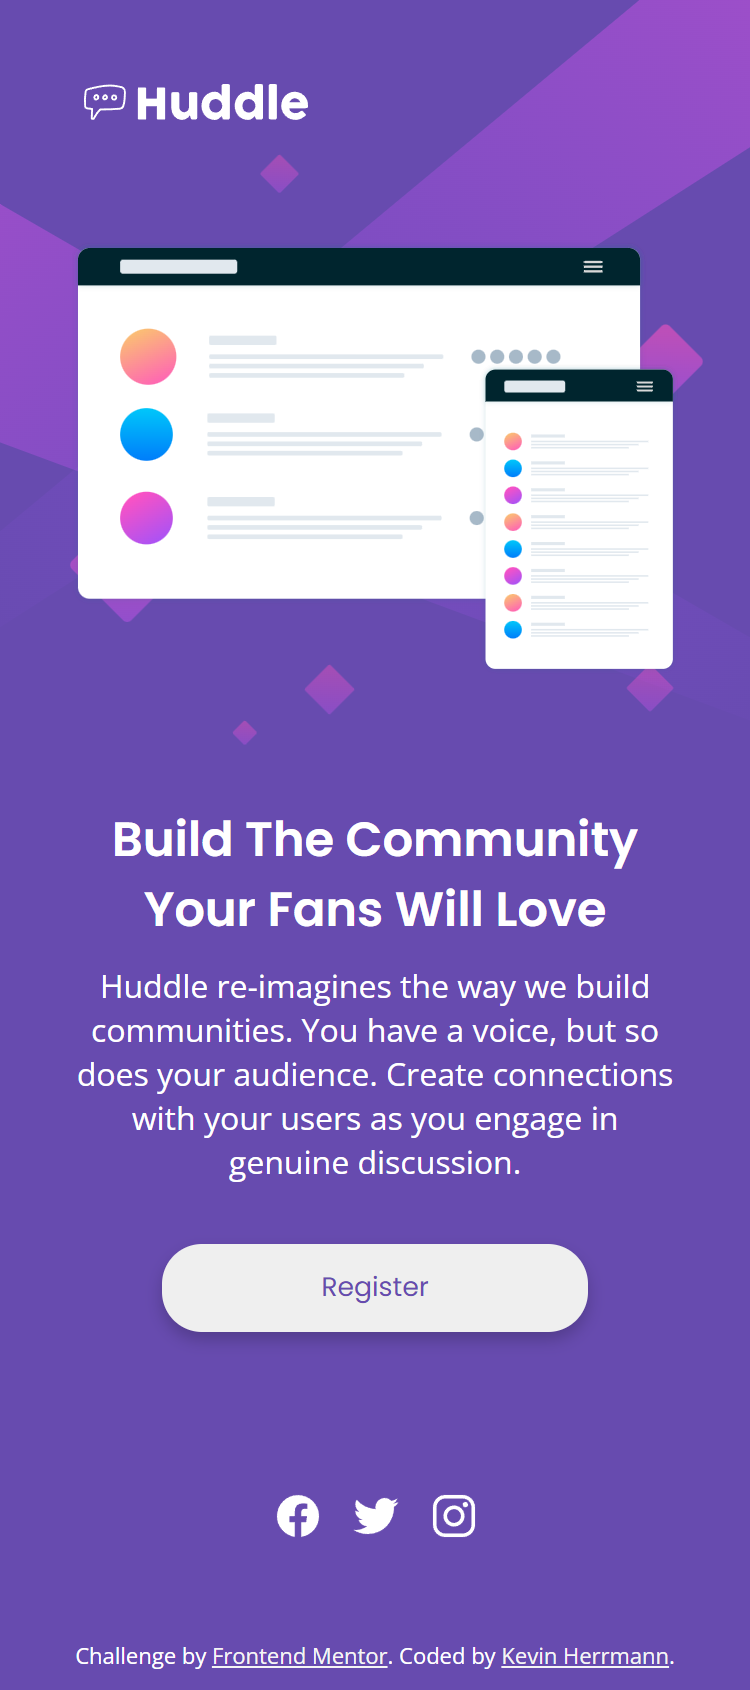 Huddle
Build The Community
Your Fans Will Love
Huddle re-imagines the way we build
communities. You have a voice, but so
does your audience. Create connections
with your users as you engage in
genuine discussion.
Register
Challenge by Frontend Mentor. Coded by Kevin Herrmann.